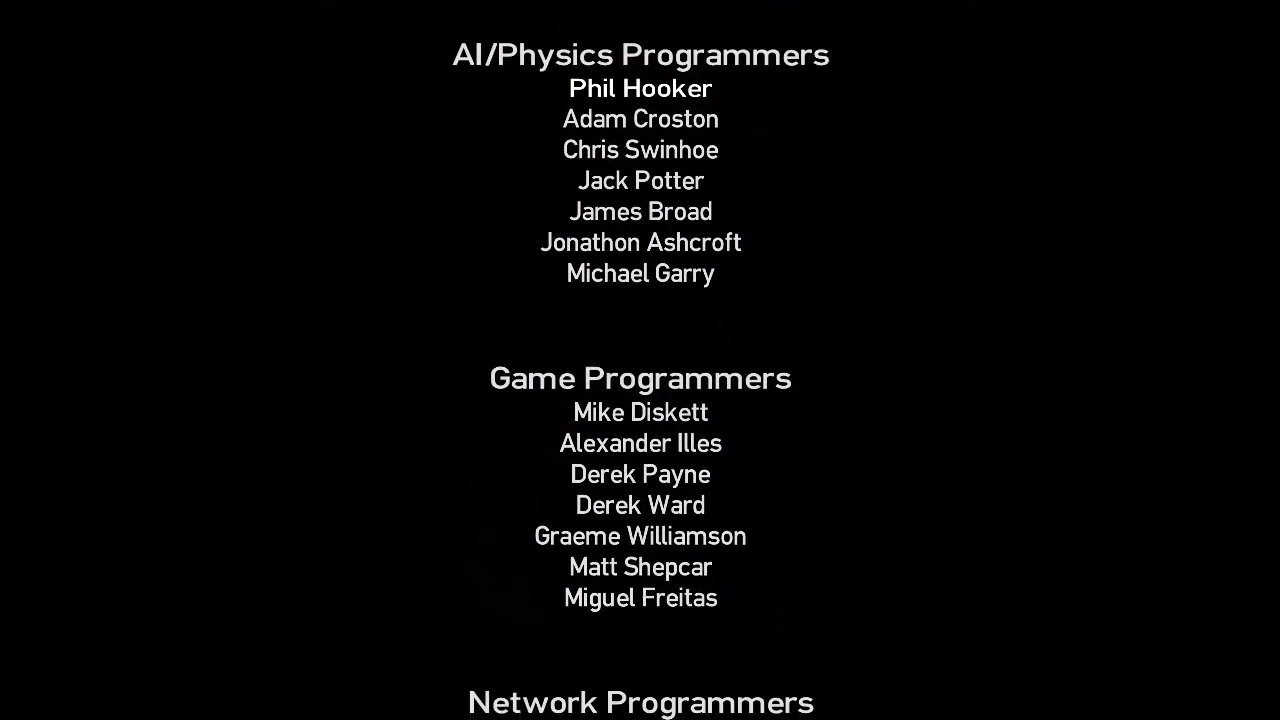 AI/Physics Programmers
Phil Hooker
Adam Croston
Chris Swinhoe
Jack Potter
James Broad
Jonathon Ashcroft
Michael Garry
Game Programmers
Mike Diskett
Alexander Illes
Derek Payne
Derek Ward
Graeme Williamson
Matt Shepcar
Miguel Freitas
Network Programmers